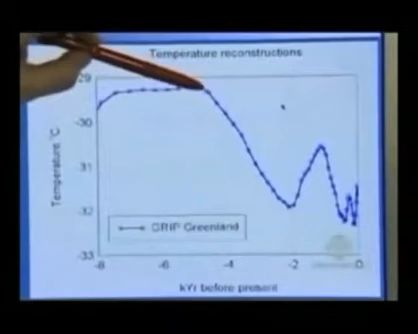 Temperature reconstructions
-29
-30
-31
-32
-33
Temperature °C
GRIP Greenland
-8
-6
-4
-2
0
kYr before present